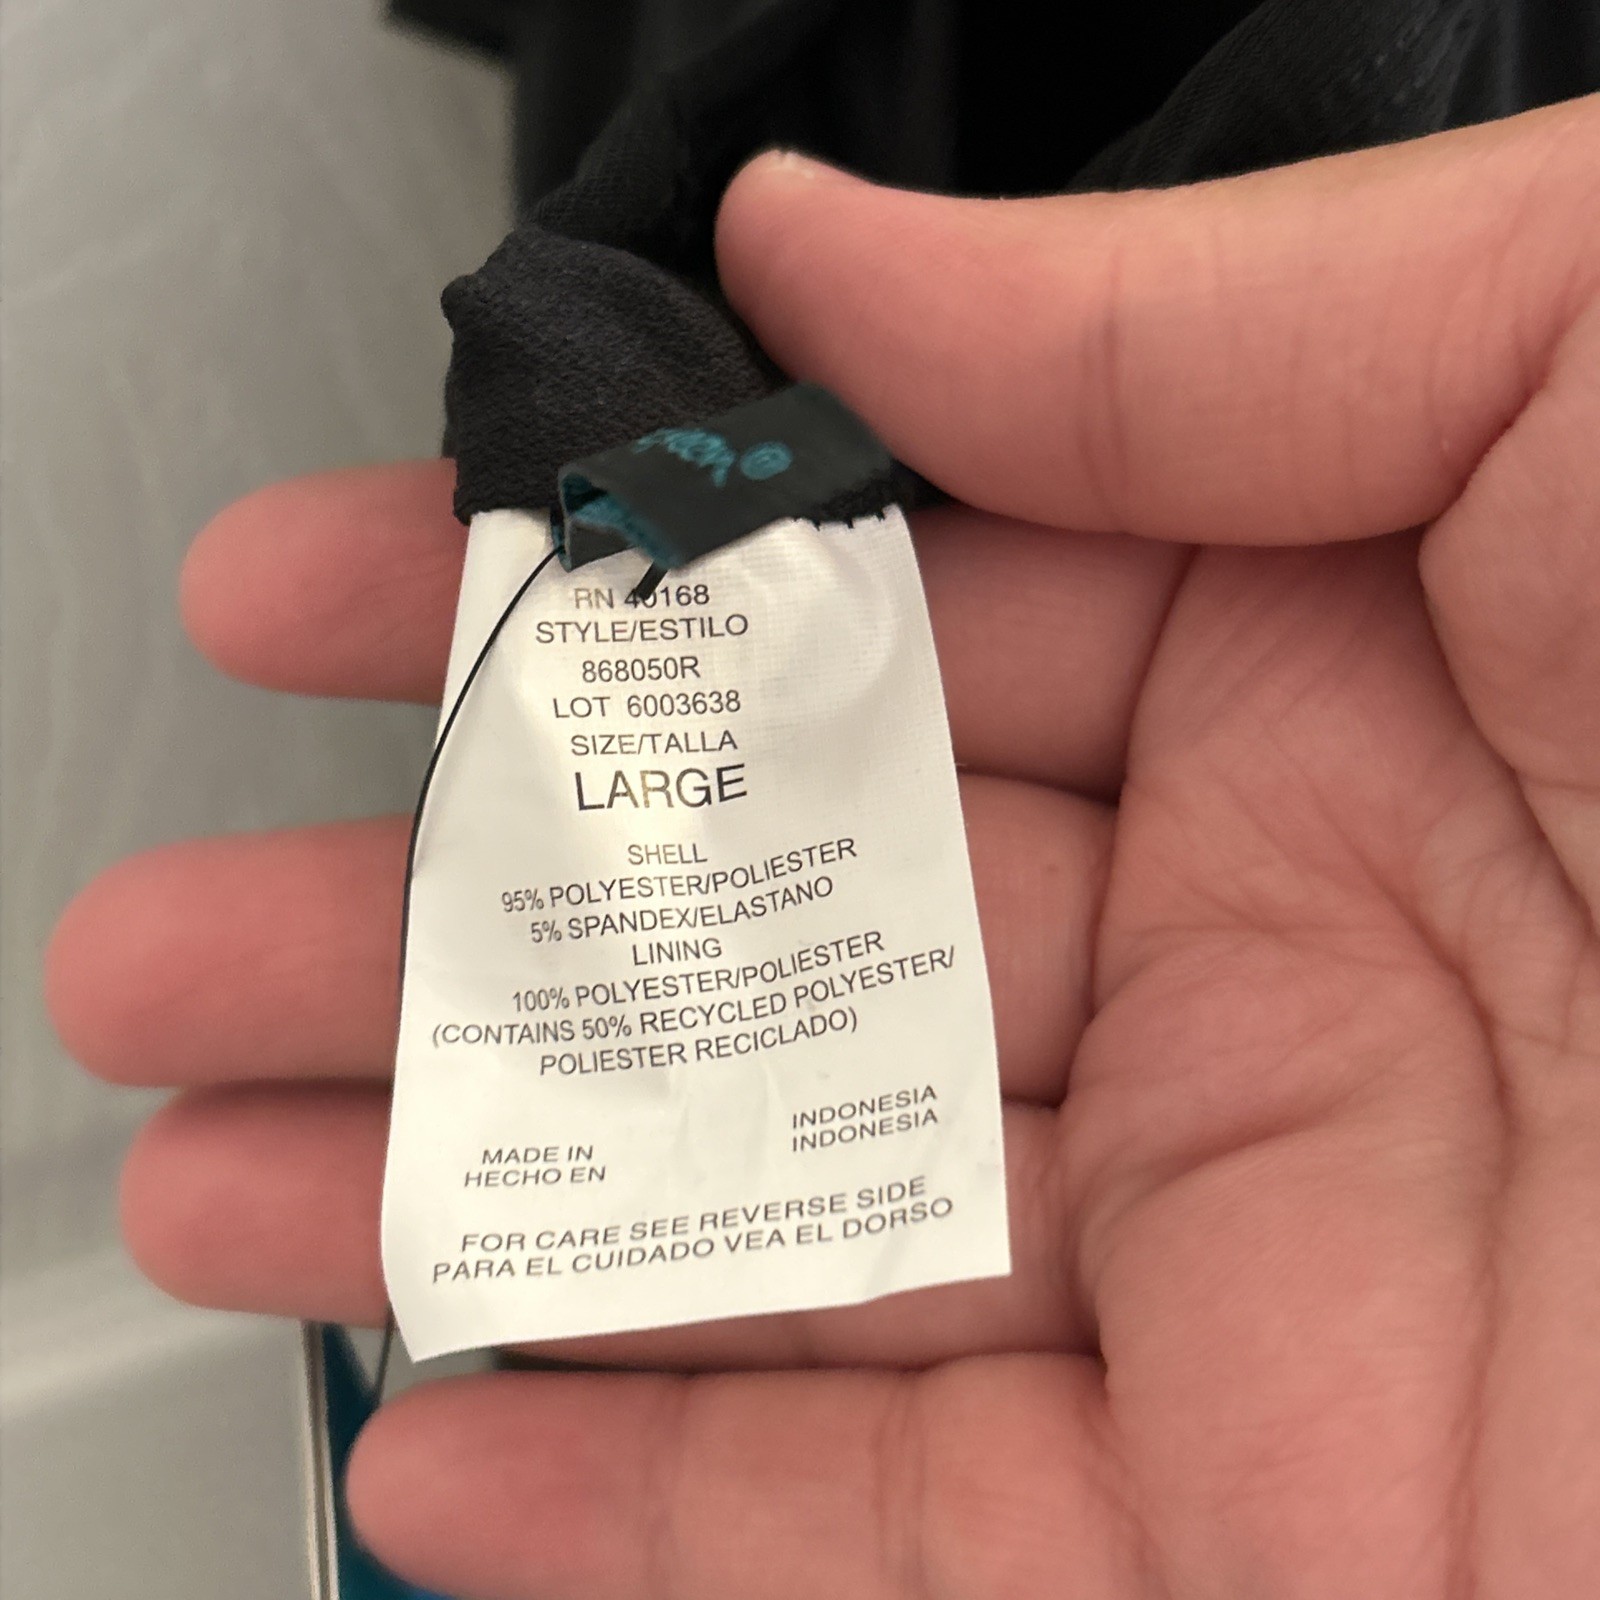 RN 40168
STYLE/ESTILO
868050R
LOT 6003638
SIZE/TALLA
LARGE
SHELL
95% POLYESTER/POLIESTER
5% SPANDEX/ELASTANO
LINING
100% POLYESTER/POLIESTER
(CONTAINS 50% RECYCLED POLYESTER/
POLIESTER RECICLADO)
MADE IN INDONESIA
HECHO EN INDONESIA
FOR CARE SEE REVERSE SIDE
PARA EL CUIDADO VEA EL DORSO